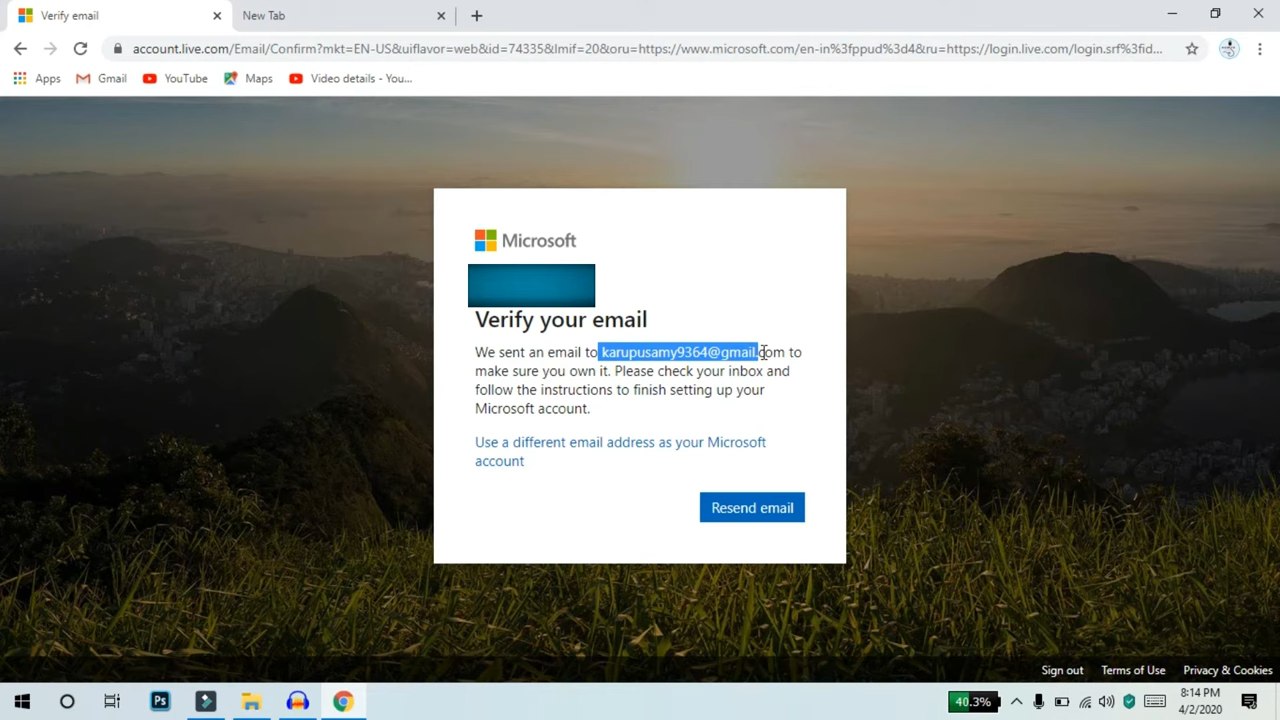 Verify email
New Tab
account.live.com/Email/Confirm?mkt=EN-US&uiflavor=web&id=74335&lmif=20&oru=https://www.microsoft.com/en-in%3fppud%3d4&ru=https://login.live.com/login.srf%3fid...
Apps
Gmail
YouTube
Maps
Video details - You...
Microsoft
Verify your email
We sent an email to karupusamy9364@gmail.com to
make sure you own it. Please check your inbox and
follow the instructions to finish setting up your
Microsoft account.
Use a different email address as your Microsoft
account
Resend email
Sign out
Terms of Use
Privacy & Cookies
Ps
40.3%
8:14 PM
4/2/2020